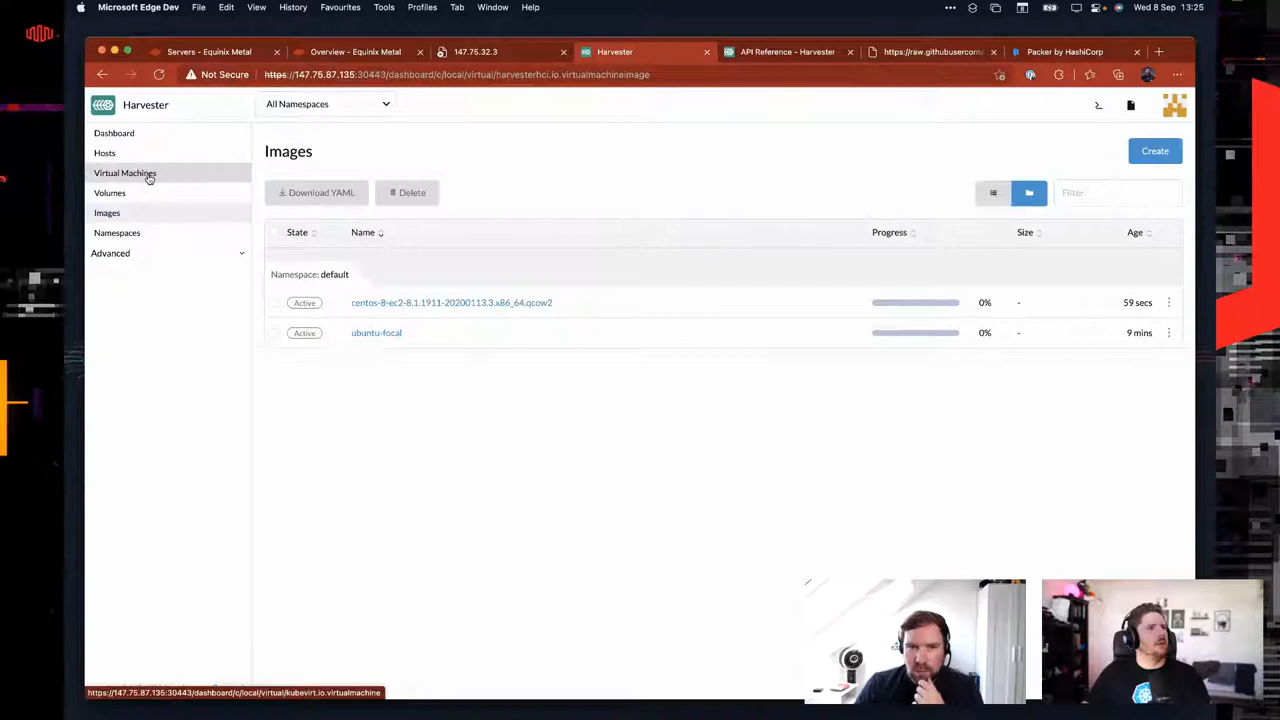 Microsoft Edge Dev File Edit View History Favourites Tools Profiles Tab Window Help Wed 8 Sep 13:25
Servers - Equinix Metal
Overview - Equinix Metal
147.75.32.3
Harvester
API Reference - Harvester
https://raw.githubusercont
Packer by HashiCorp
Not Secure https://147.75.87.135:30443/dashboard/c/local/virtual/harvesterhci.io.virtualmachineimage
Harvester
All Namespaces
Dashboard
Hosts
Virtual Machines
Volumes
Images
Namespaces
Advanced
Images
Create
Download YAML Delete
Filter
State Name Progress Size Age
Namespace: default
Active centos-8-ec2-8.1.1911-20200113.3.x86_64.qcow2 0% - 59 secs
Active ubuntu-focal 0% - 9 mins
https://147.75.87.135:30443/dashboard/c/local/virtual/kubevirt.io.virtualmachine